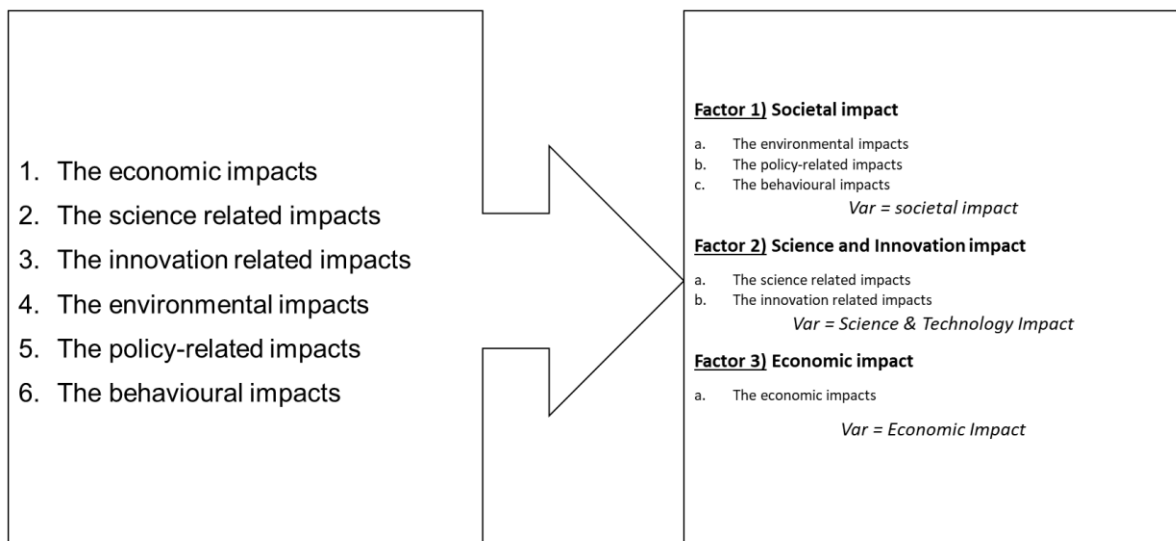 1. The economic impacts
2. The science related impacts
3. The innovation related impacts
4. The environmental impacts
5. The policy-related impacts
6. The behavioural impacts
Factor 1) Societal impact
a. The environmental impacts
b. The policy-related impacts
c. The behavioural impacts
Var = societal impact
Factor 2) Science and Innovation impact
a. The science related impacts
b. The innovation related impacts
Var = Science & Technology Impact
Factor 3) Economic impact
a. The economic impacts
Var = Economic Impact